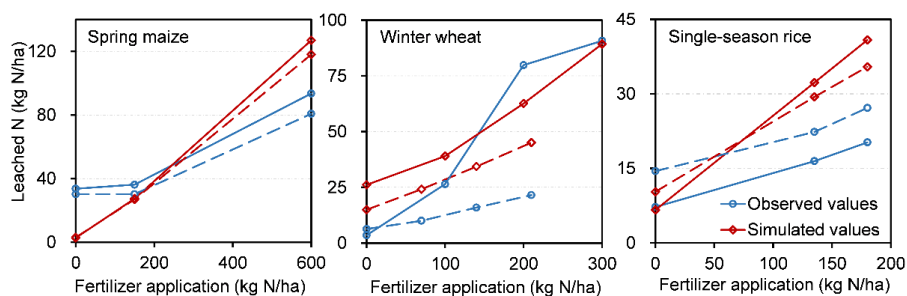 Leached N (kg N/ha)
Spring maize
120
80
40
0
0 200 400 600
Fertilizer application (kg N/ha)
Winter wheat
100
75
50
25
0
0 100 200 300
Fertilizer application (kg N/ha)
Single-season rice
45
30
15
0
0 50 100 150 200
Observed values
Simulated values
Fertilizer application (kg N/ha)